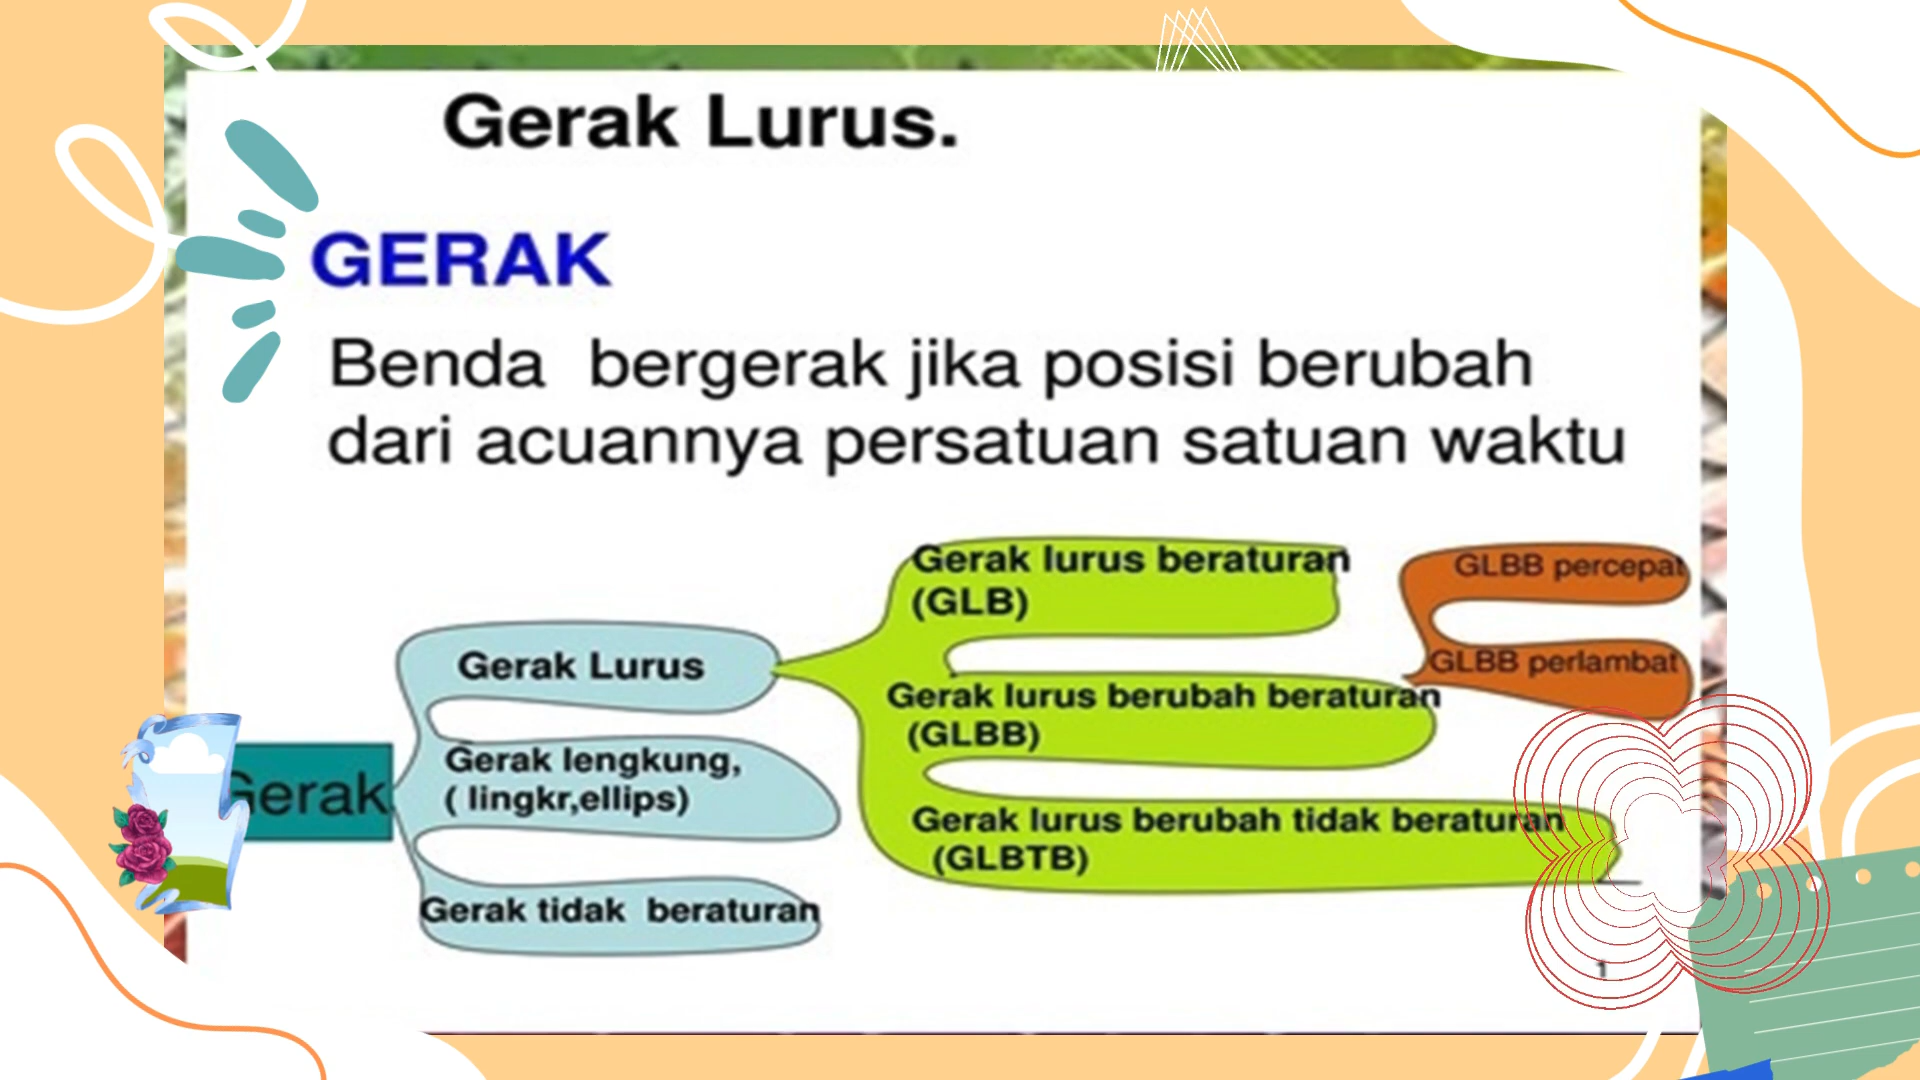 Gerak Lurus.
GERAK
Benda bergerak jika posisi berubah
dari acuannya persatuan satuan waktu
Gerak
Gerak Lurus
Gerak lengkung,
( lingkr,ellips)
Gerak tidak beraturan
Gerak lurus beraturan
(GLB)
Gerak lurus berubah beraturan
(GLBB)
Gerak lurus berubah tidak beraturan
(GLBTB)
GLBB percepat
GLBB perlambat
1